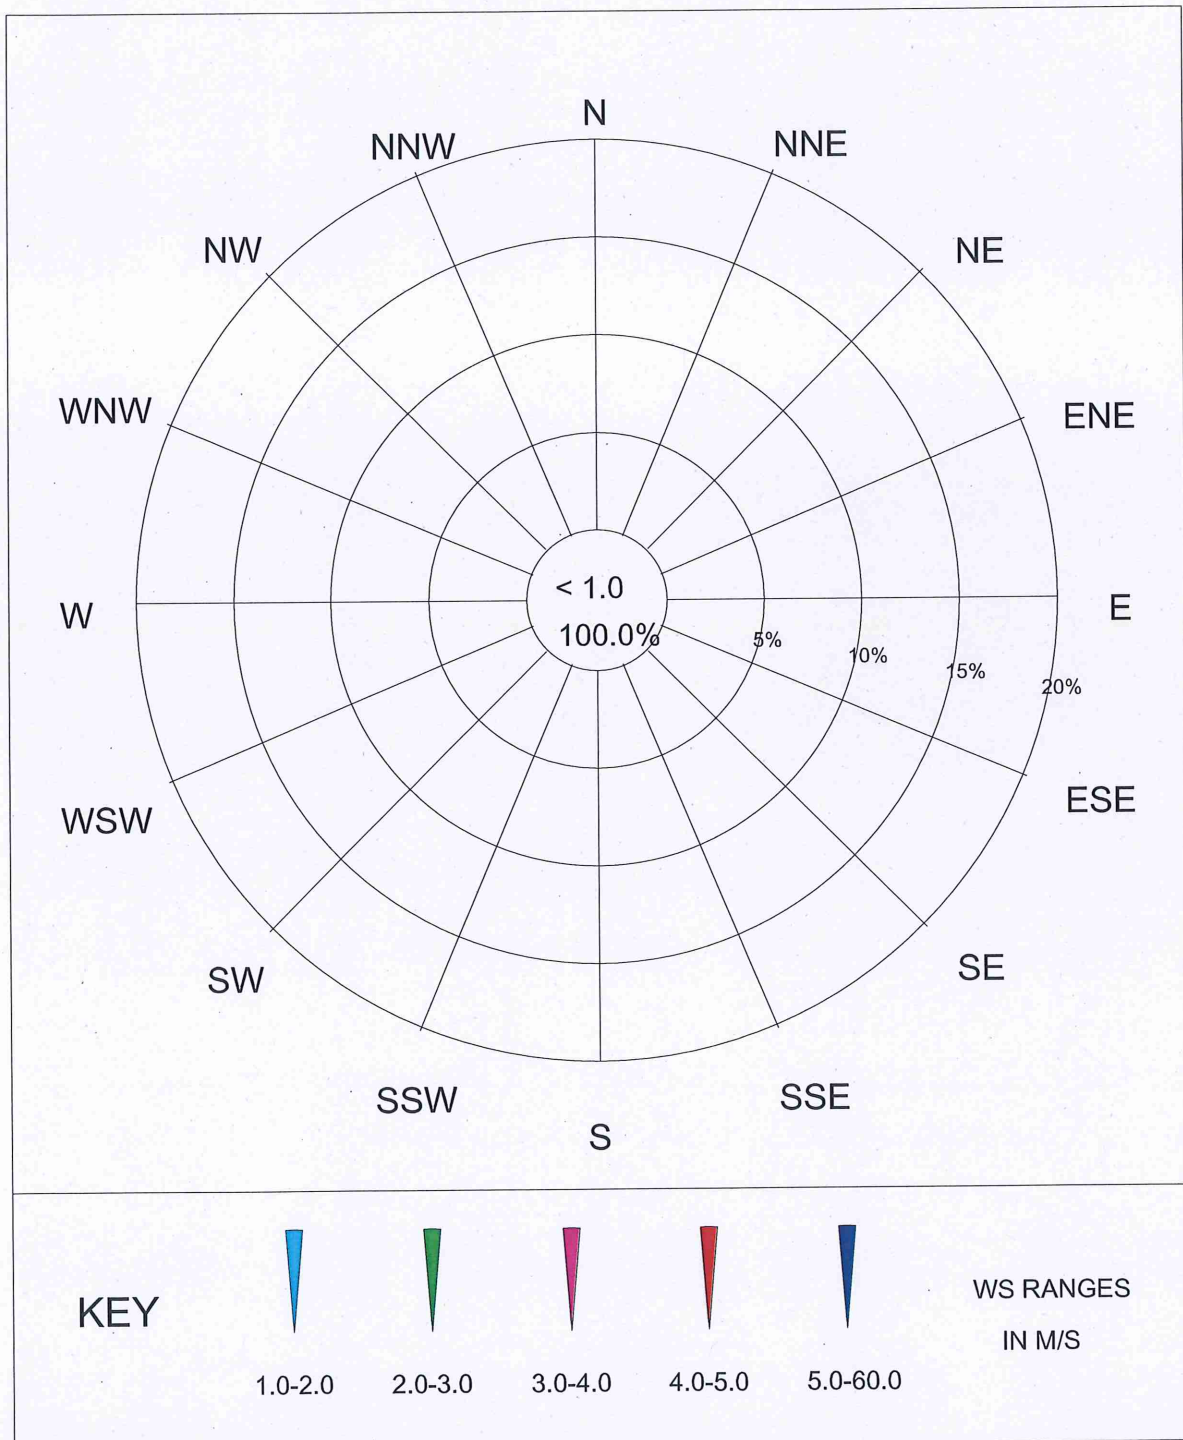 N
NNW
NNE
NW
NE
WNW
ENE
< 1.0
W
E
100.0%
5%
10%
15%
20%
WSW
ESE
SW
SE
SSW
SSE
S
KEY
WS RANGES
IN M/S
1.0-2.0
2.0-3.0
3.0-4.0
4.0-5.0
5.0-60.0